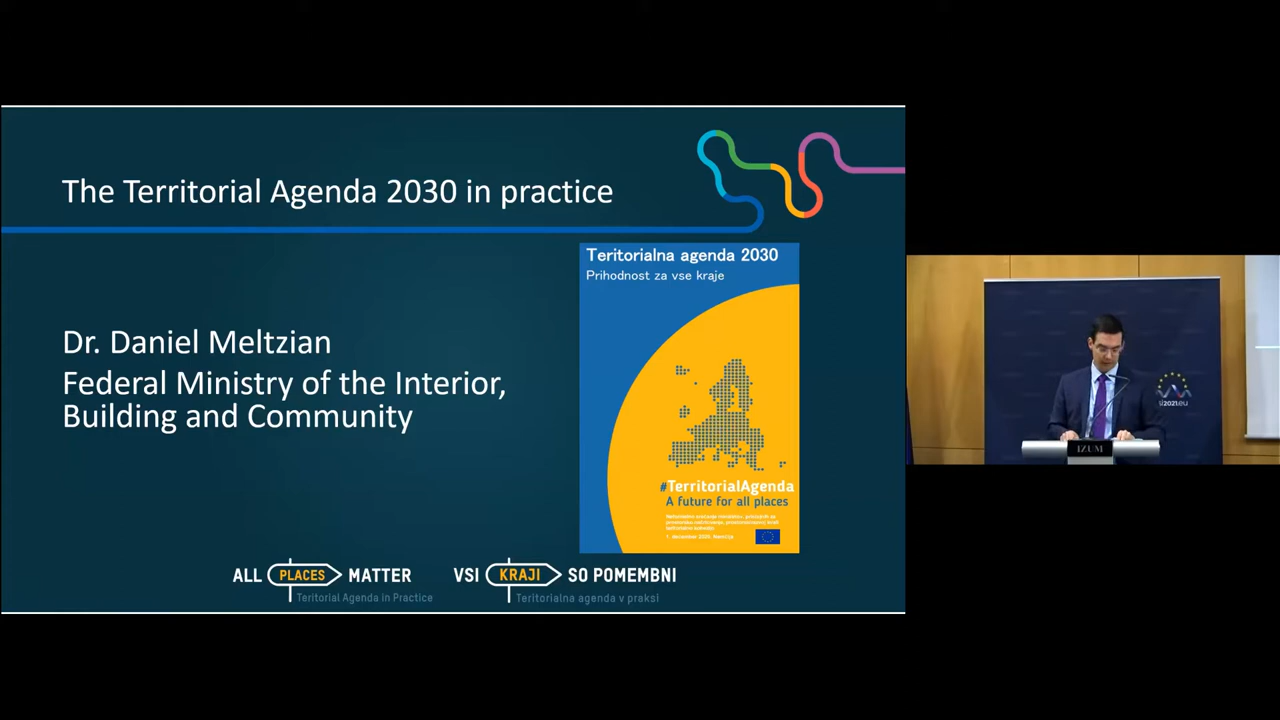 The Territorial Agenda 2030 in practice
Teritorialna agenda 2030
Prihodnost za vse kraje
Dr. Daniel Meltzian
Federal Ministry of the Interior,
Building and Community
#TerritorialAgenda
A future for all places
ALL PLACES MATTER
Teritorial Agenda in Practice
VSI KRAJI SO POMEMBNI
Teritorialna agenda v praksi
si2021.eu
IZUM